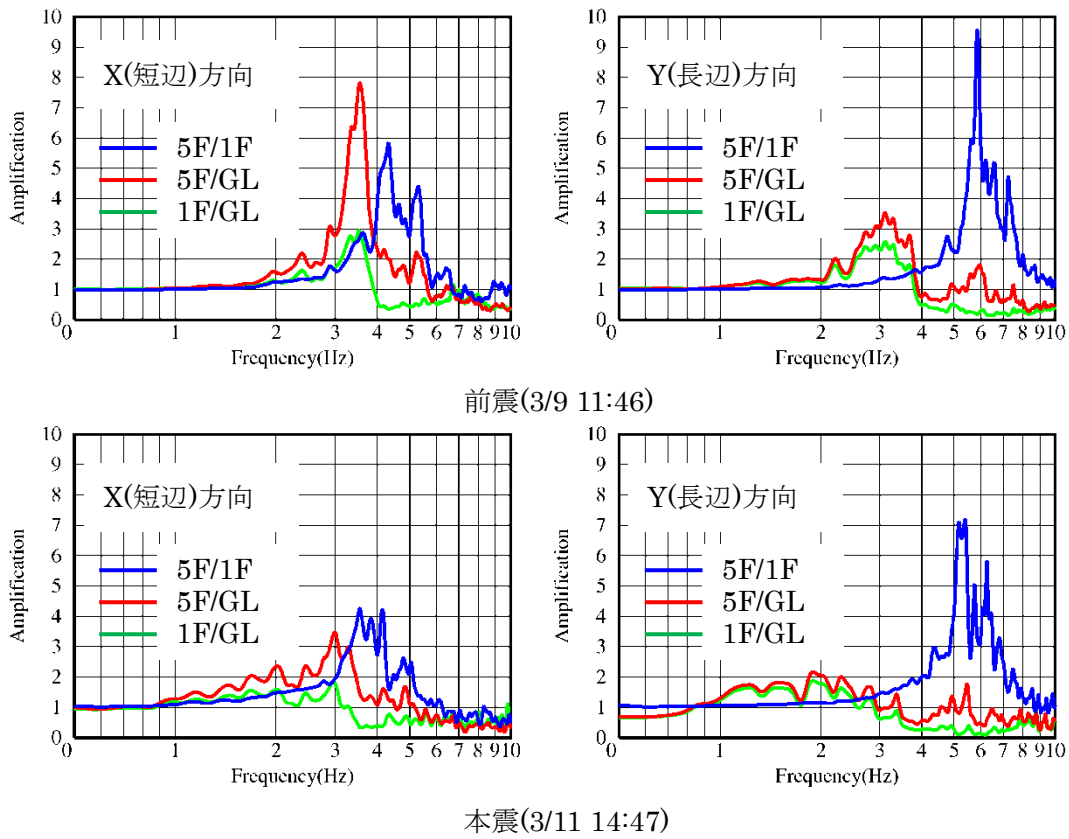 10
9
8
7
6
5
4
3
2
1
0
Amplification
X(短辺)方向
5F/1F
5F/GL
1F/GL
0 1 2 3 4 5 6 7 8 9 10
Frequency(Hz)
10
9
8
7
6
5
4
3
2
1
0
Amplification
Y(長辺)方向
5F/1F
5F/GL
1F/GL
0 1 2 3 4 5 6 7 8 9 10
Frequency(Hz)
前震(3/9 11:46)
10
9
8
7
6
5
4
3
2
1
0
Amplification
X(短辺)方向
5F/1F
5F/GL
1F/GL
0 1 2 3 4 5 6 7 8 9 10
Frequency(Hz)
10
9
8
7
6
5
4
3
2
1
0
Amplification
Y(長辺)方向
5F/1F
5F/GL
1F/GL
0 1 2 3 4 5 6 7 8 9 10
Frequency(Hz)
本震(3/11 14:47)